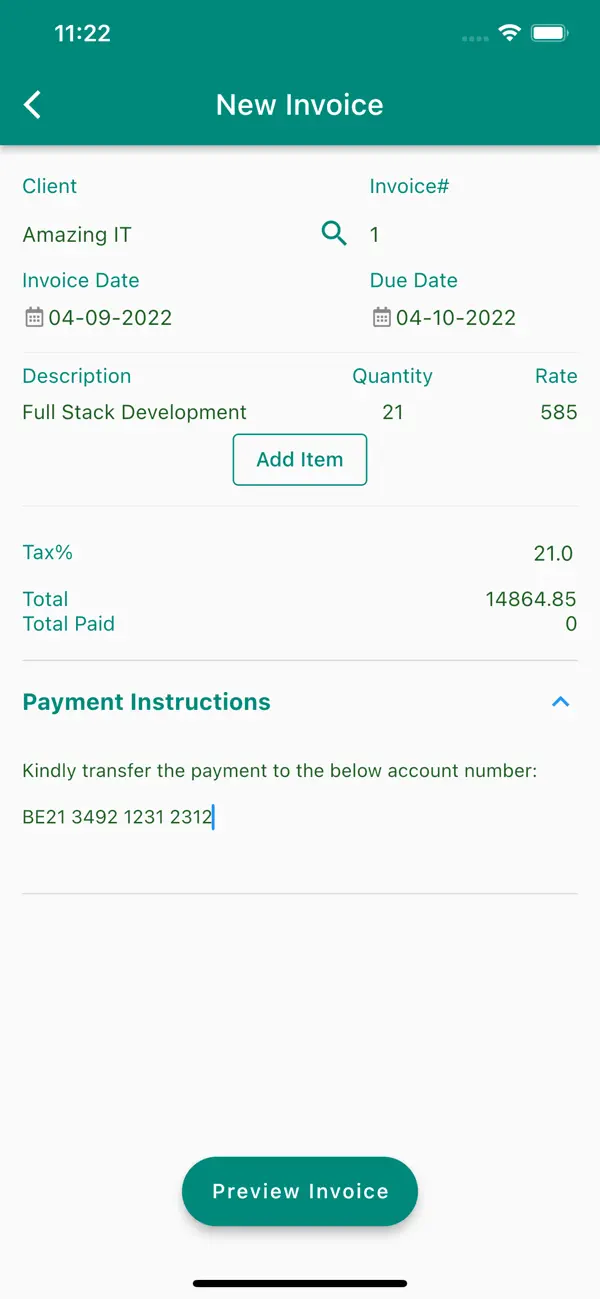 11:22
New Invoice
Client Invoice#
Amazing IT 1
Invoice Date Due Date
04-09-2022 04-10-2022
Description Quantity Rate
Full Stack Development 21 585
Add Item
Tax% 21.0
Total 14864.85
Total Paid 0
Payment Instructions
Kindly transfer the payment to the below account number:
BE21 3492 1231 2312
Preview Invoice